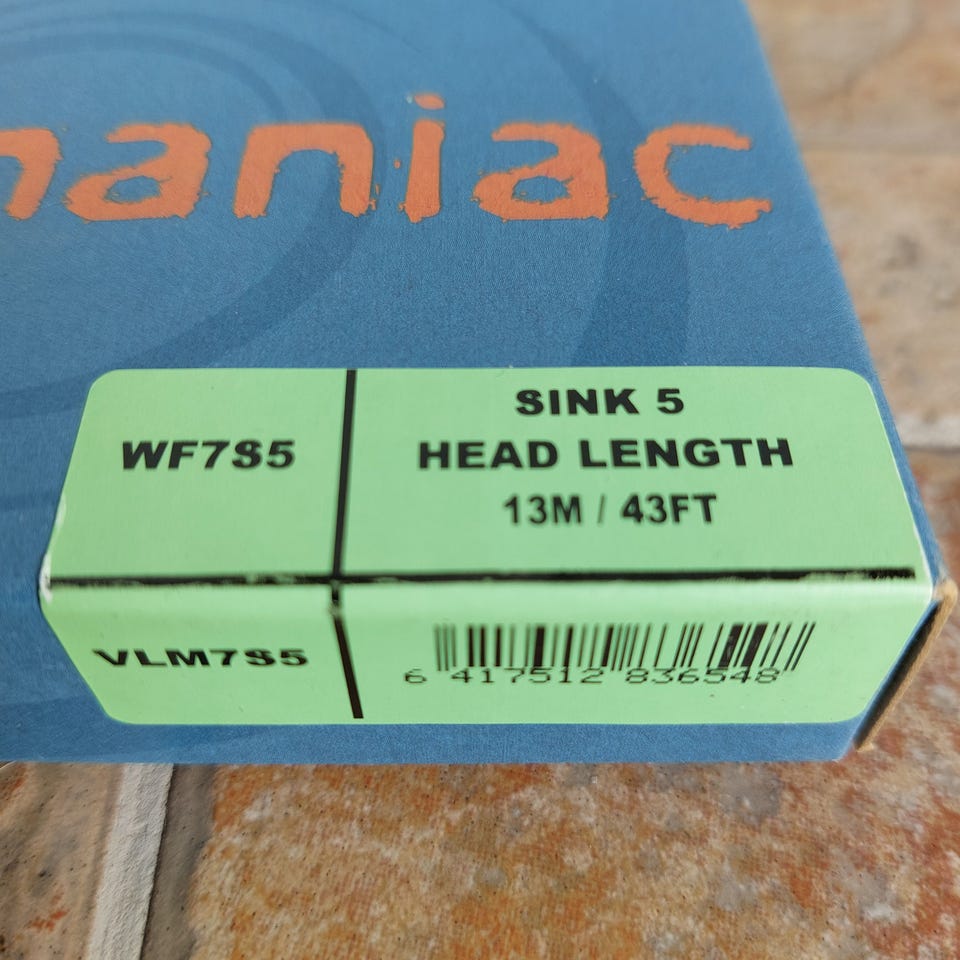 maniac
WF7S5
SINK 5
HEAD LENGTH
13M / 43FT
VLM7S5
6 417512 836548